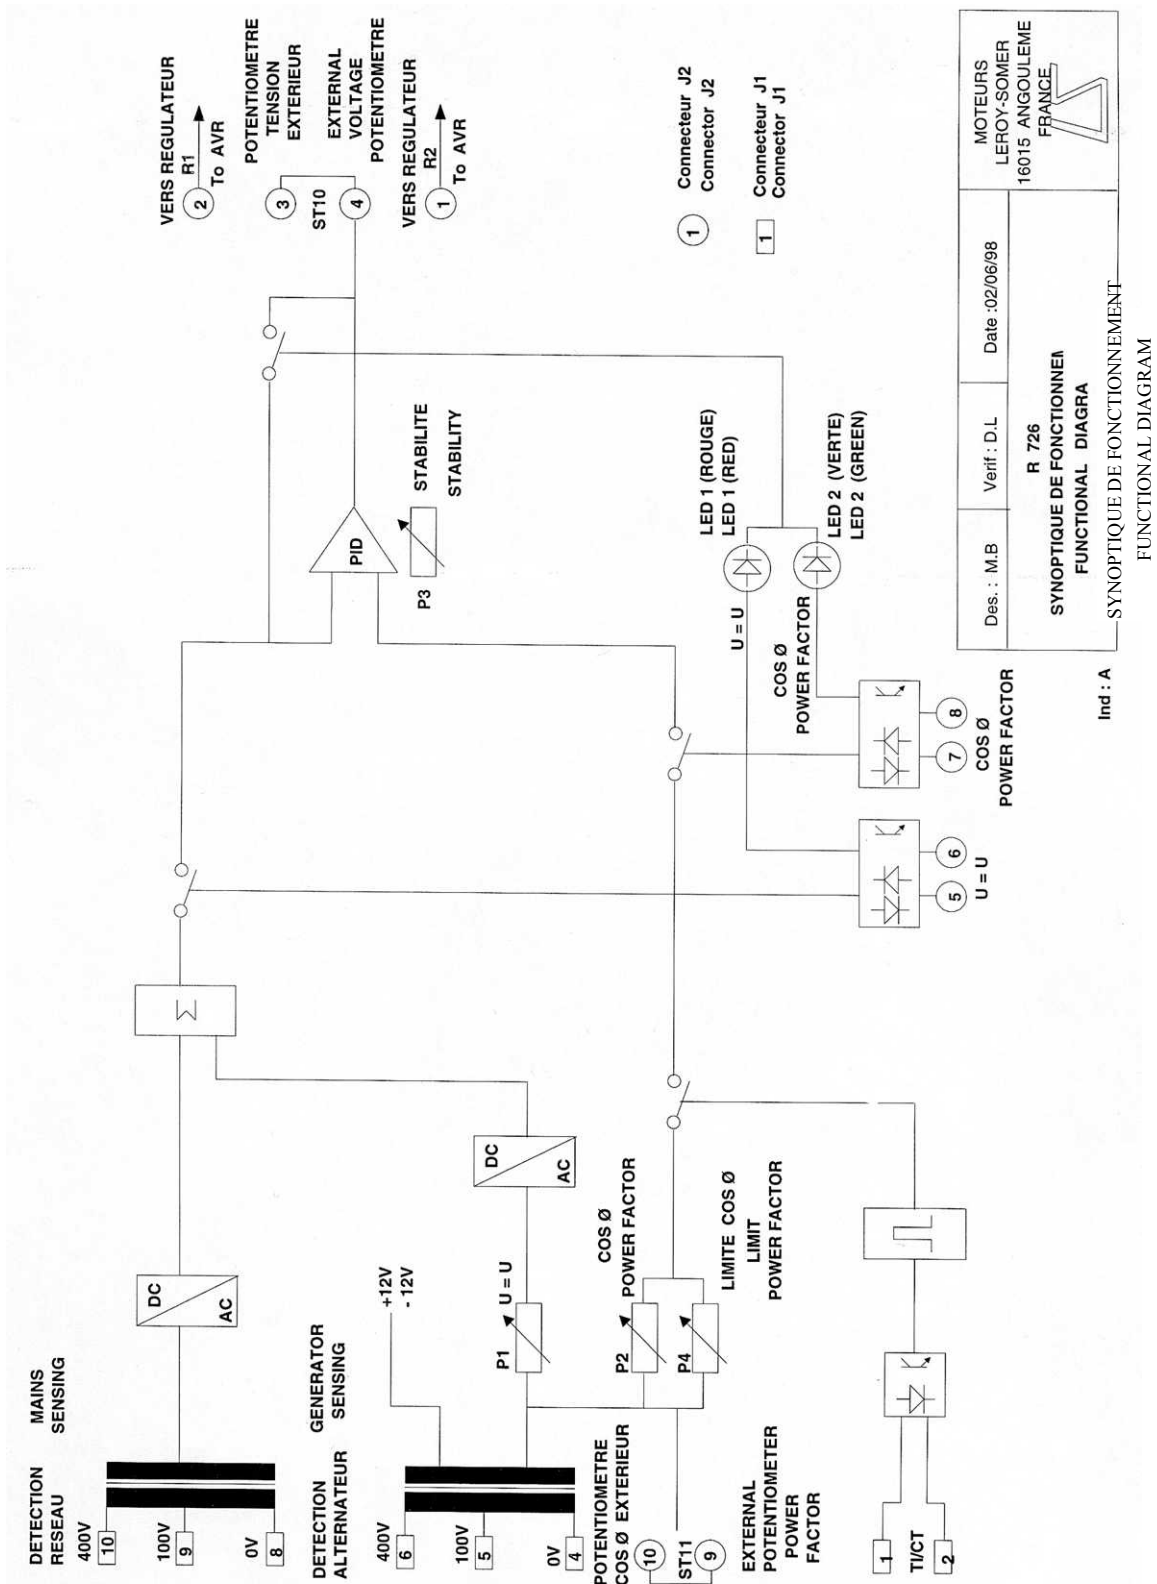 DETECTION
RESEAU
MAINS
SENSING
400V
10
100V
9
0V
8
DC
AC
Σ
DETECTION
ALTERNATEUR
GENERATOR
SENSING
400V
6
100V
5
0V
4
+12V
- 12V
P1
U = U
DC
AC
POTENTIOMETRE
COS Ø EXTERIEUR
10
ST11
9
EXTERNAL
POTENTIOMETER
POWER
FACTOR
P2
COS Ø
POWER FACTOR
P4
LIMITE COS Ø
LIMIT
POWER FACTOR
1
TI/CT
2
5
6
U = U
7
8
COS Ø
POWER FACTOR
U = U
LED 1 (ROUGE)
LED 1 (RED)
COS Ø
POWER FACTOR
LED 2 (VERTE)
LED 2 (GREEN)
PID
P3
STABILITE
STABILITY
VERS REGULATEUR
2
R1
To AVR
POTENTIOMETRE
TENSION
EXTERIEUR
3
ST10
4
EXTERNAL
VOLTAGE
POTENTIOMETRE
VERS REGULATEUR
1
R2
To AVR
1
Connecteur J2
Connector J2
1
Connecteur J1
Connector J1
Des. : M.B
Verif : D.L
Date :02/06/98
MOTEURS
LEROY-SOMER
16015 ANGOULEME
FRANCE
R 726
SYNOPTIQUE DE FONCTIONNEM
FUNCTIONAL DIAGRA
Ind : A
SYNOPTIQUE DE FONCTIONNEMENT
FUNCTIONAL DIAGRAM